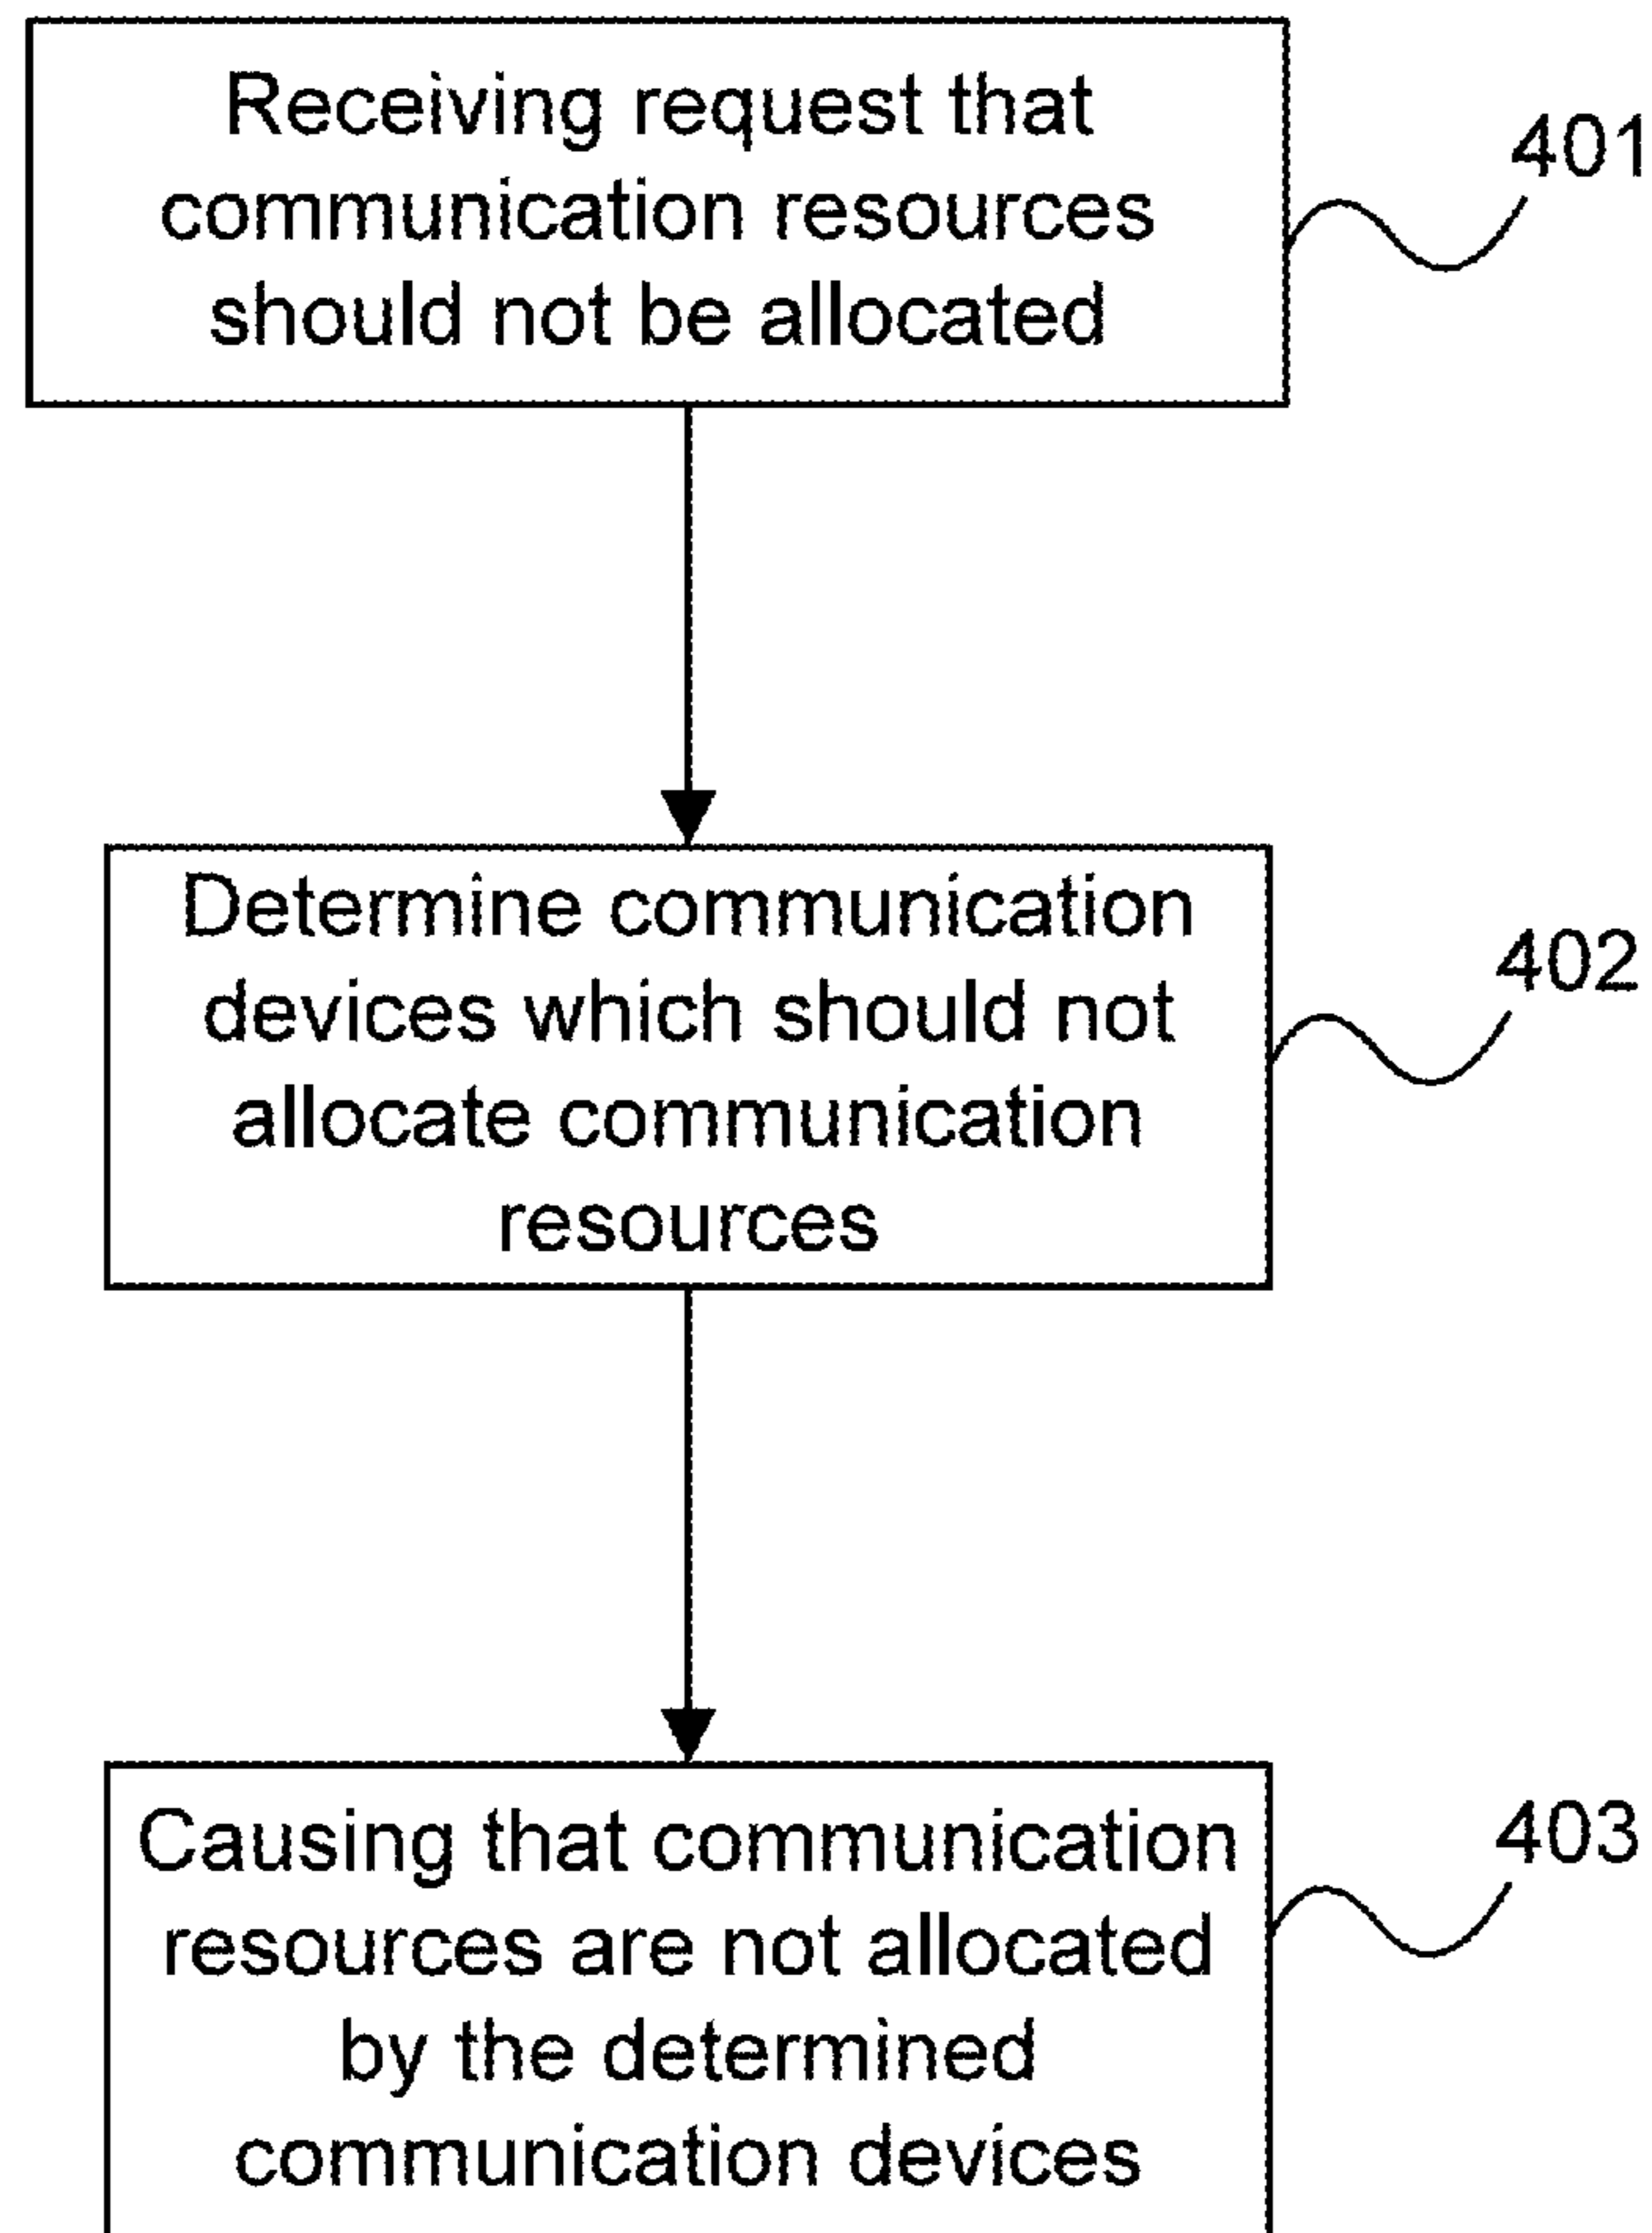 Receiving request that
communication resources
should not be allocated
401
Determine communication
devices which should not
allocate communication
resources
402
Causing that communication
resources are not allocated
by the determined
communication devices
403